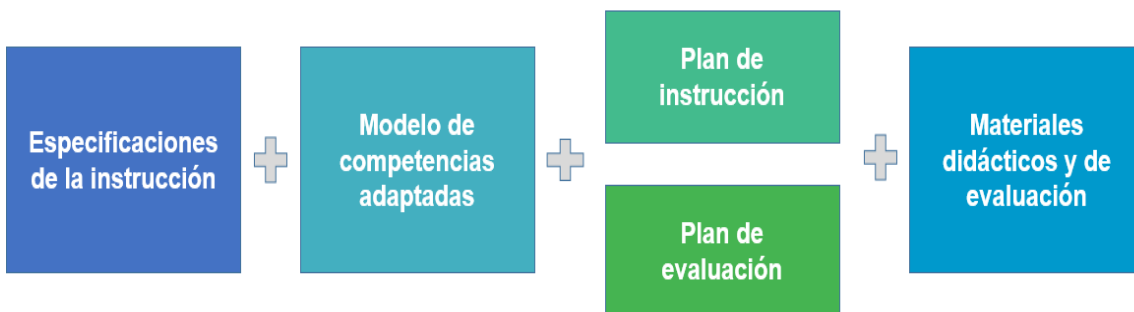 Especificaciones
de la instrucción
Modelo de
competencias
adaptadas
Plan de
instrucción
Plan de
evaluación
Materiales
didácticos y de
evaluación